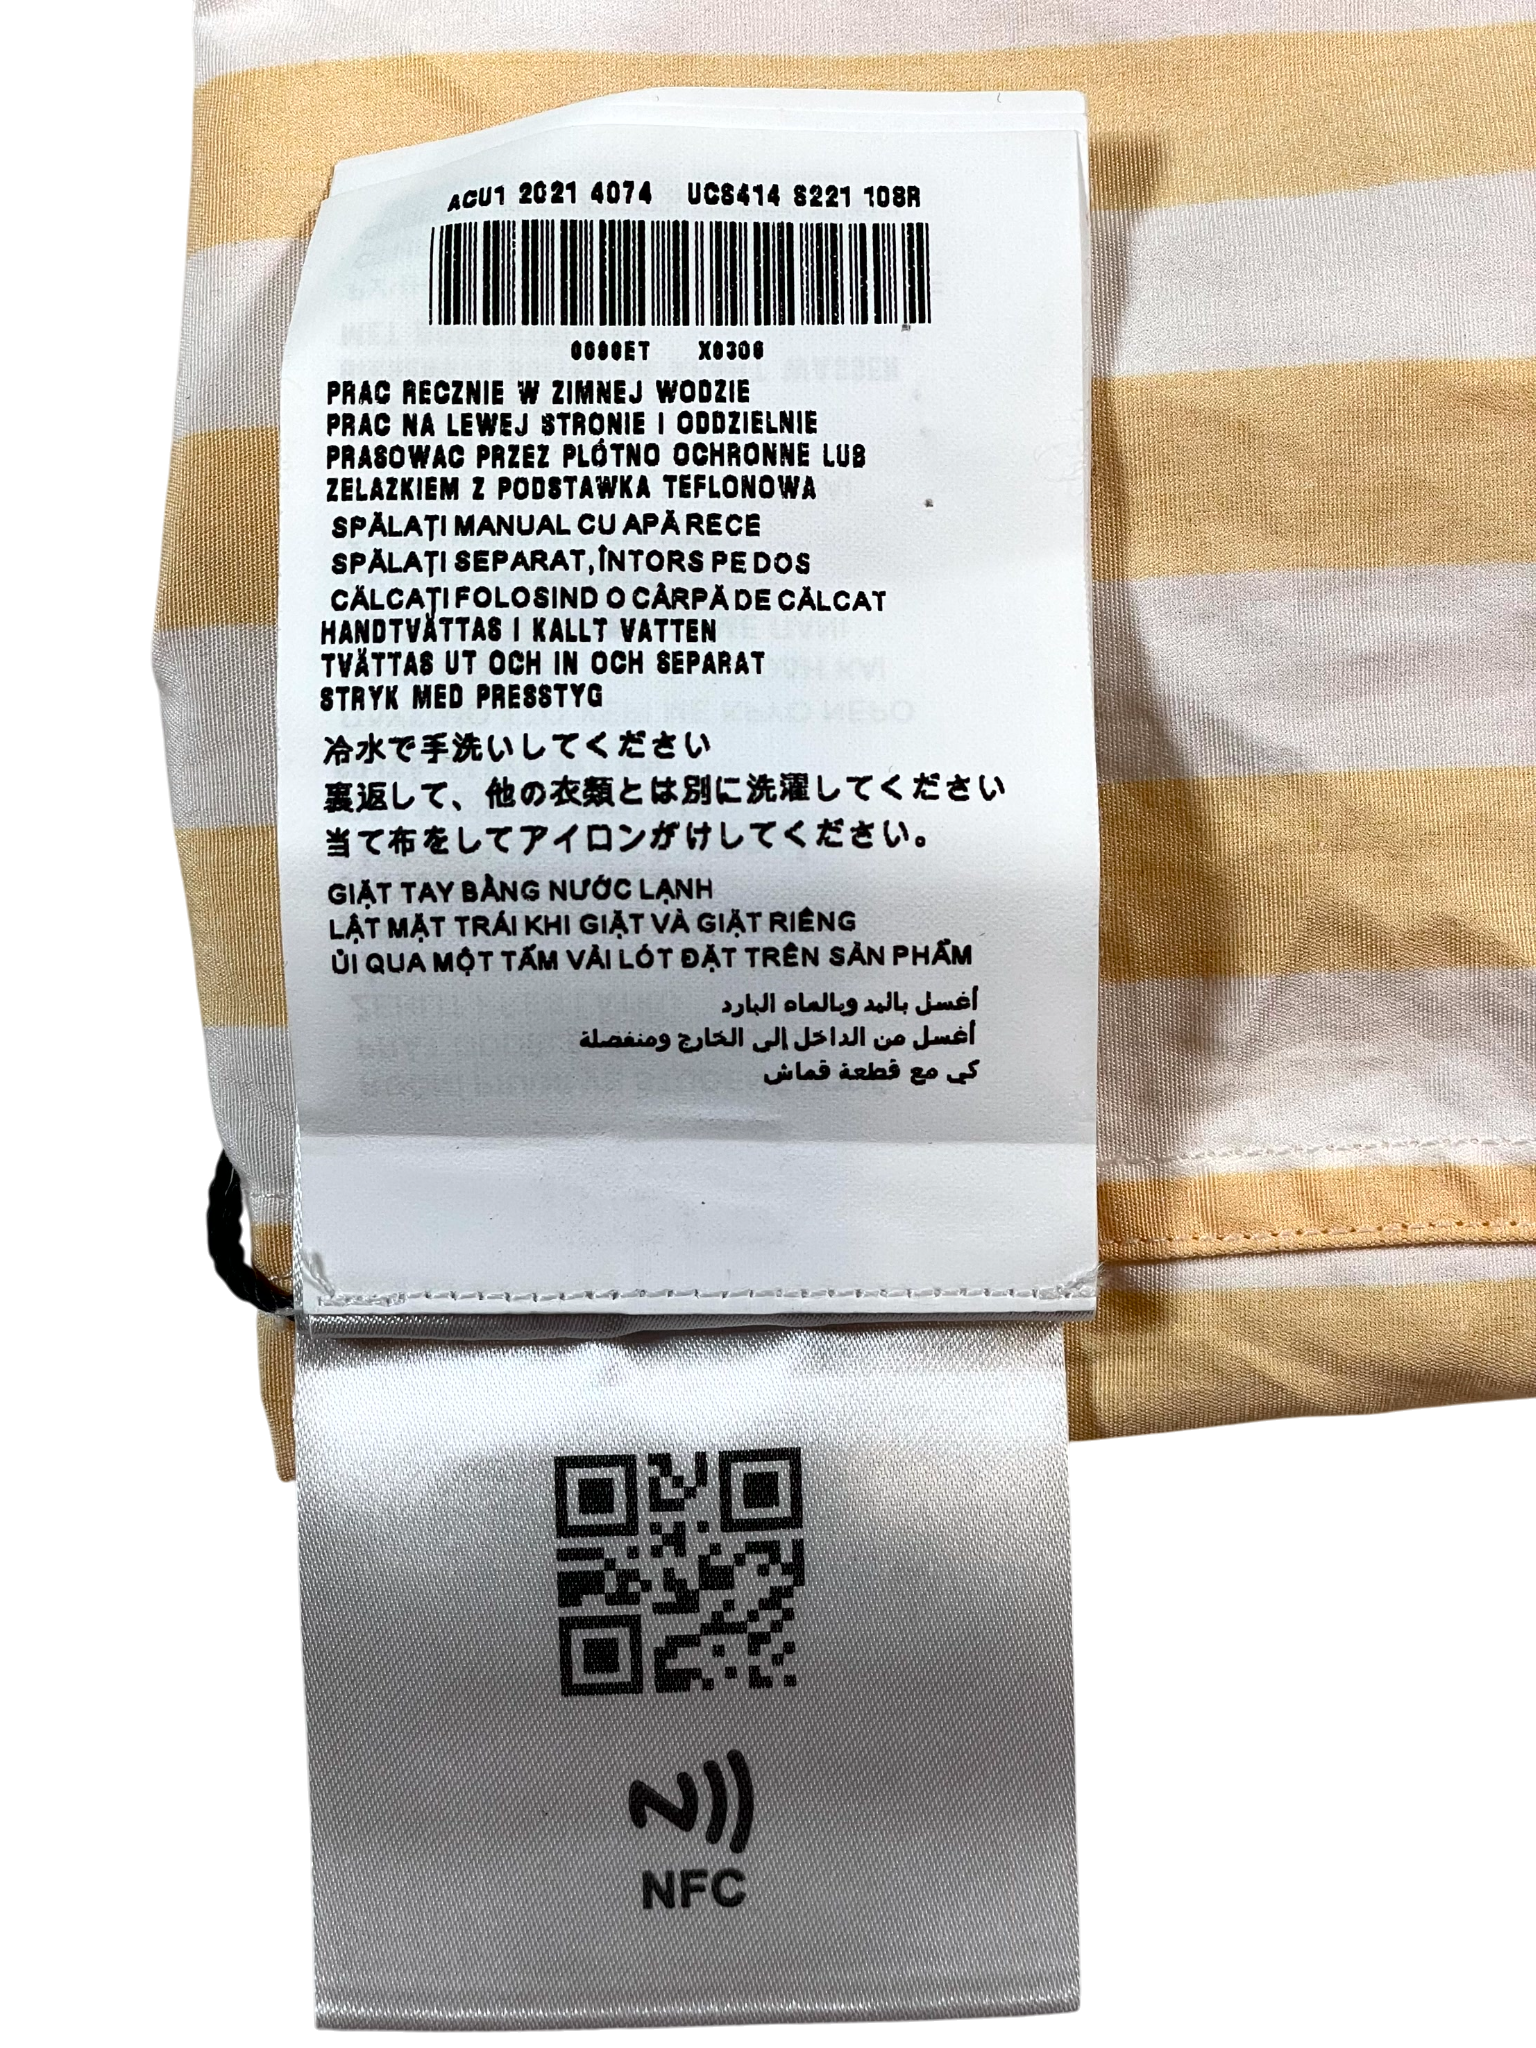 ACU1 2021 4074 UCS414 S221 108R
X0306
PRAC RECZNIE W ZIMNEJ WODZIE
PRAC NA LEWEJ STRONIE I ODDZIELNIE
PRASOWAC PRZEZ PLÓTNO OCHRONNE LUB
ZELAZKIEM Z PODSTAWKA TEFLONOWA
SPĂLAȚI MANUAL CU APĂ RECE
SPĂLAȚI SEPARAT, ÎNTORS PE DOS
CĂLCAȚI FOLOSIND O CÂRPĂ DE CĂLCAT
HANDTVÄTTAS I KALLT VATTEN
TVÄTTAS UT OCH IN OCH SEPARAT
STRYK MED PRESSTYG
冷水で手洗いしてください
裏返して、他の衣類とは別に洗濯してください
当て布をしてアイロンがけしてください。
GIẶT TAY BẰNG NƯỚC LẠNH
LẬT MẶT TRÁI KHI GIẶT VÀ GIẶT RIÊNG
ỦI QUA MỘT TẤM VẢI LÓT ĐẶT TRÊN SẢN PHẨM
أغسل باليد وبالماء البارد
أغسل من الداخل إلى الخارج ومنفصلة
كي مع قطعة قماش
NFC